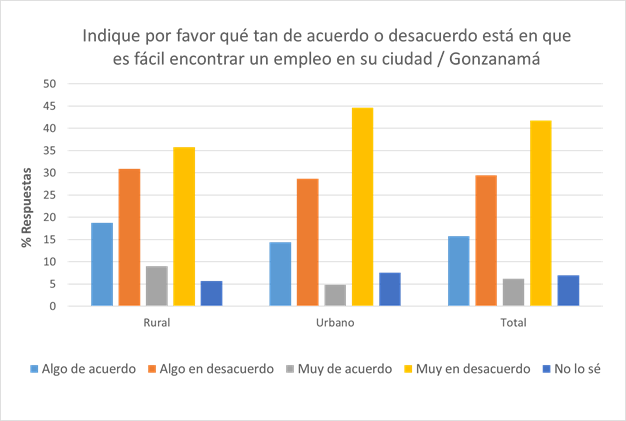 Indique por favor qué tan de acuerdo o desacuerdo está en que
es fácil encontrar un empleo en su ciudad / Gonzanamá
% Respuestas
50
45
40
35
30
25
20
15
10
5
0
Rural Urbano Total
Algo de acuerdo Algo en desacuerdo Muy de acuerdo Muy en desacuerdo No lo sé